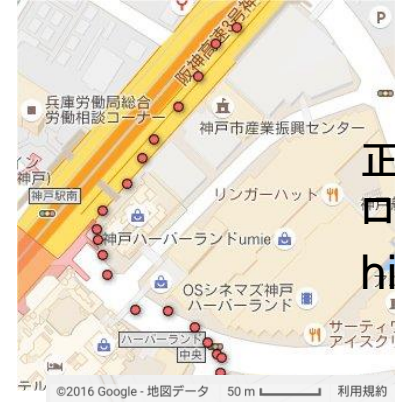 阪神高速3号神
P
兵庫労働局総合
労働相談コーナー
神戸市産業振興センター
正
神戸)
神戸駅南
リンガーハット
ロ
神戸ハーバーランドumie
hi
OSシネマズ神戸
ハーバーランド
サーティワ
アイスクリ
ハーバーランド
中央
テル
©2016 Google - 地図データ 50 m 利用規約